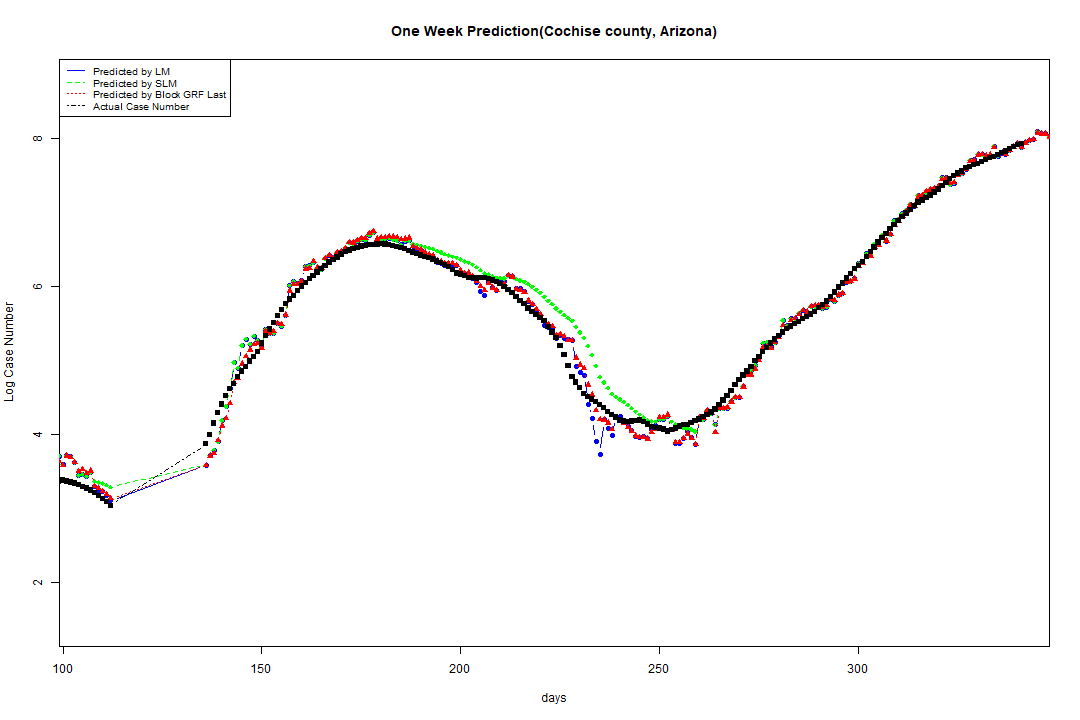 One Week Prediction(Cochise county, Arizona)
Predicted by LM
Predicted by SLM
Predicted by Block GRF Last
Actual Case Number
8
6
4
2
Log Case Number
100 150 200 250 300
days